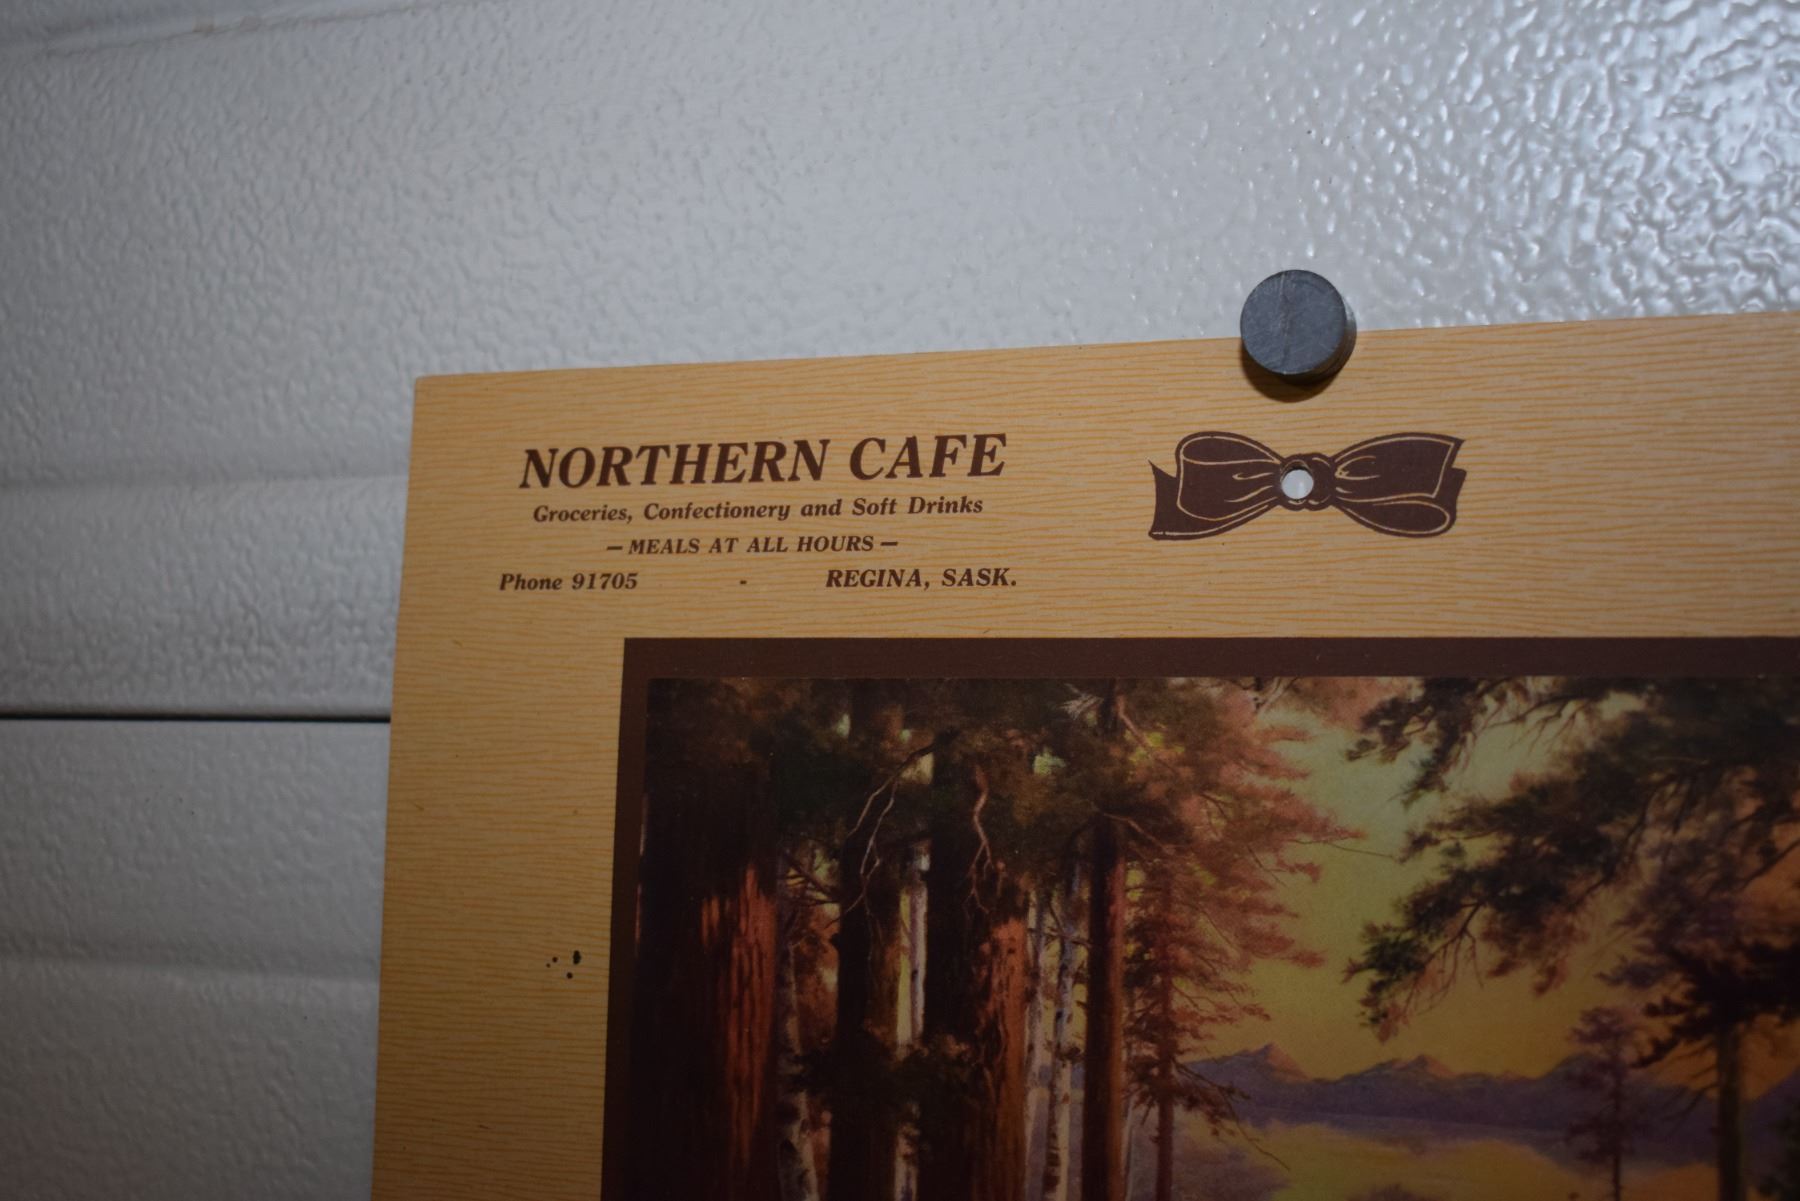 NORTHERN CAFE
Groceries, Confectionery and Soft Drinks
— MEALS AT ALL HOURS —
Phone 91705 - REGINA, SASK.